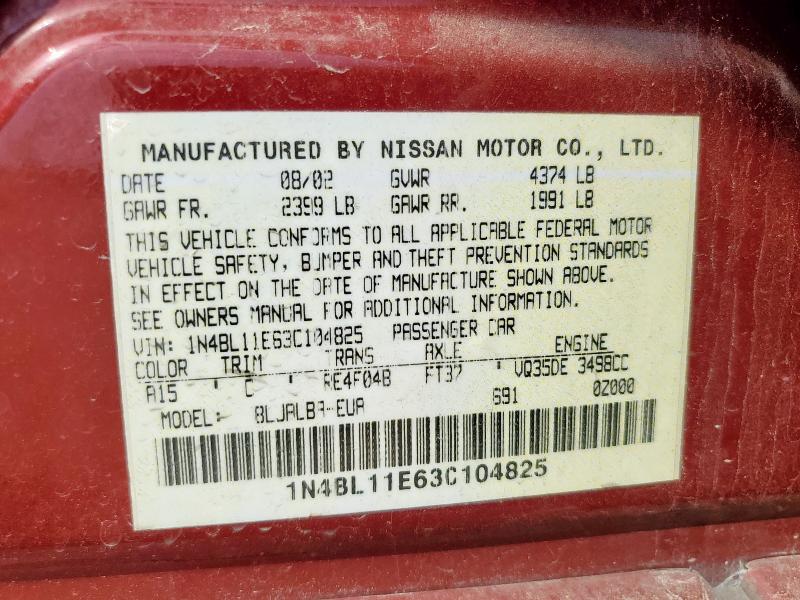 MANUFACTURED BY NISSAN MOTOR CO., LTD.
DATE 08/02 GVWR 4374 LB
GAWR FR. 2399 LB GAWR RR. 1991 LB
THIS VEHICLE CONFORMS TO ALL APPLICABLE FEDERAL MOTOR
VEHICLE SAFETY, BUMPER AND THEFT PREVENTION STANDARDS
IN EFFECT ON THE DATE OF MANUFACTURE SHOWN ABOVE.
SEE OWNERS MANUAL FOR ADDITIONAL INFORMATION.
VIN: 1N4BL11E63C104825 PASSENGER CAR
COLOR TRIM TRANS AXLE ENGINE
A15 ' C ' RE4F04B FT37 ' VQ35DE 3498CC
MODEL:- 691 0Z000
1N4BL11E63C104825